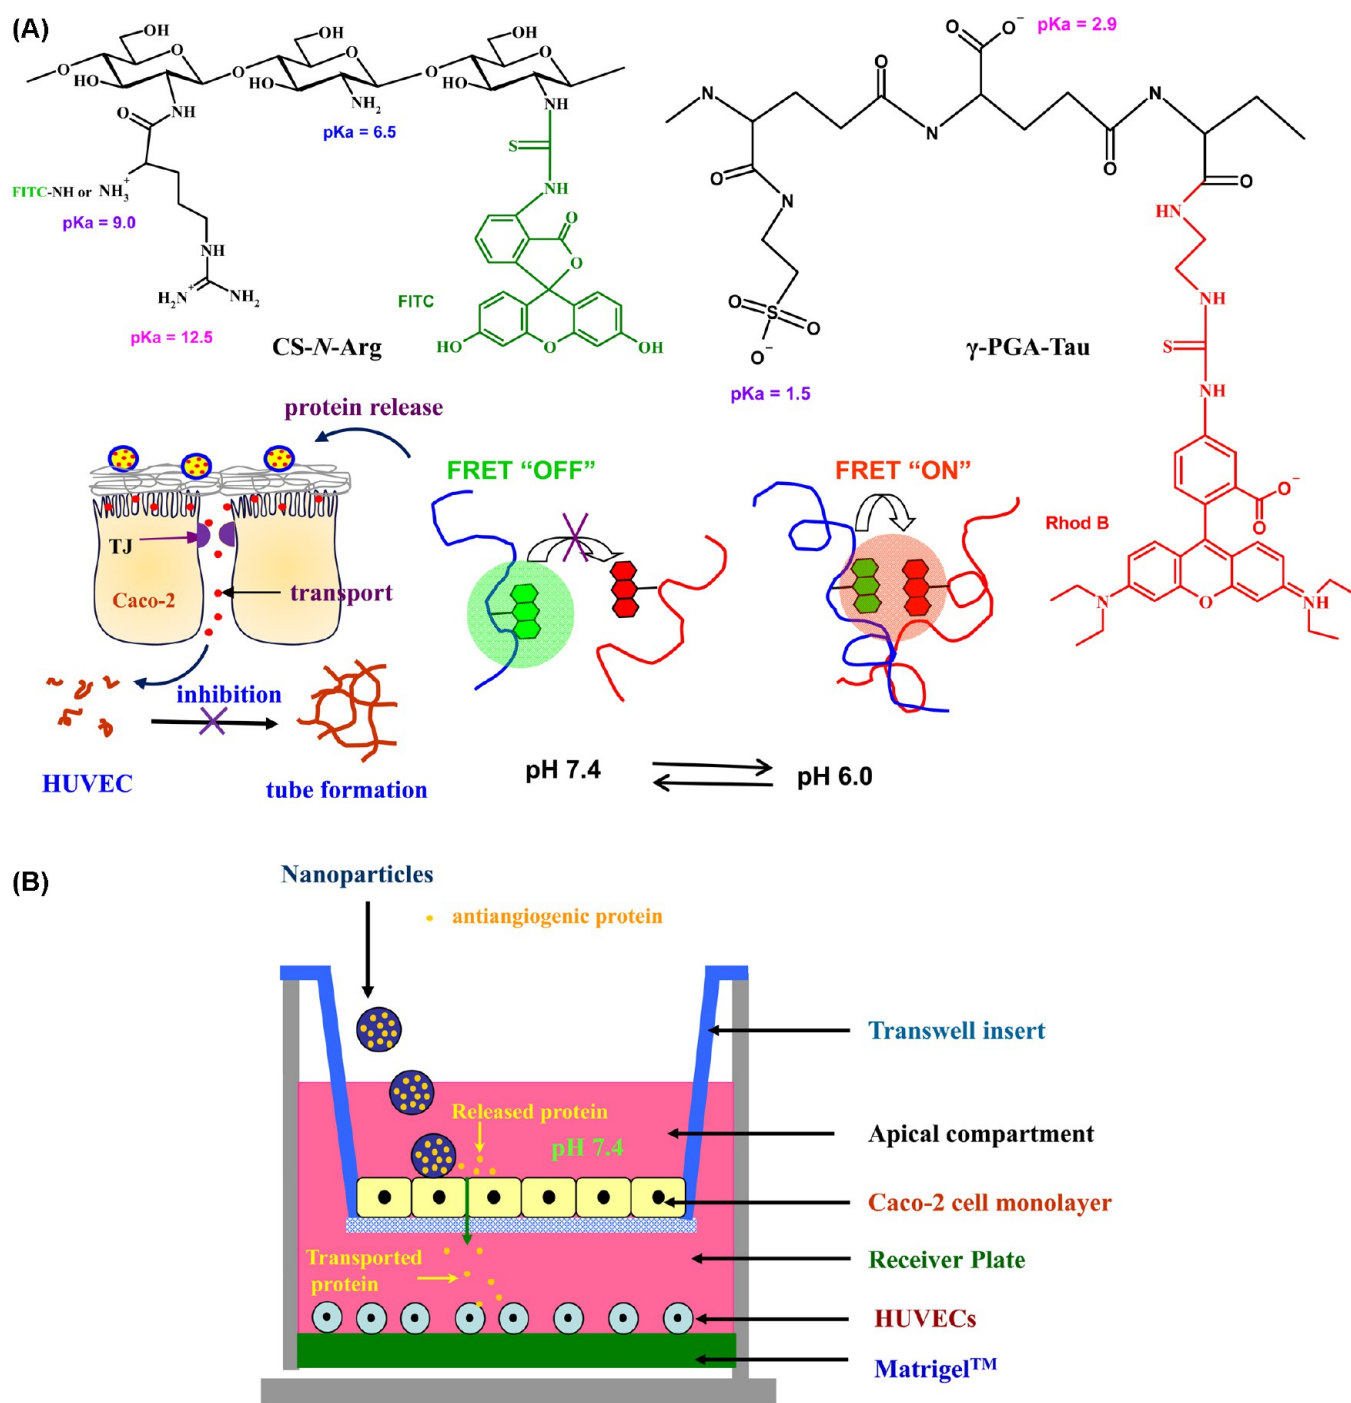 (A)
OH
O
O
HO
NH
O
FITC-NH or NH3+
pKa = 9.0
NH
H2N+
NH2
pKa = 12.5
OH
O
O
HO
NH2
pKa = 6.5
CS-N-Arg
OH
O
O
HO
NH
S
NH
O
O
FITC
HO
O
OH
N
O
N
O
S
O
O-
pKa = 1.5
O
N
O
O-
pKa = 2.9
O
N
O
γ-PGA-Tau
HN
NH
S
NH
O-
O
Rhod B
N
O
NH+
protein release
TJ
Caco-2
transport
inhibition
HUVEC
tube formation
FRET “OFF”
FRET “ON”
pH 7.4
pH 6.0
(B)
Nanoparticles
antiangiogenic protein
Released protein
pH 7.4
Transported
protein
Transwell insert
Apical compartment
Caco-2 cell monolayer
Receiver Plate
HUVECs
Matrigel™